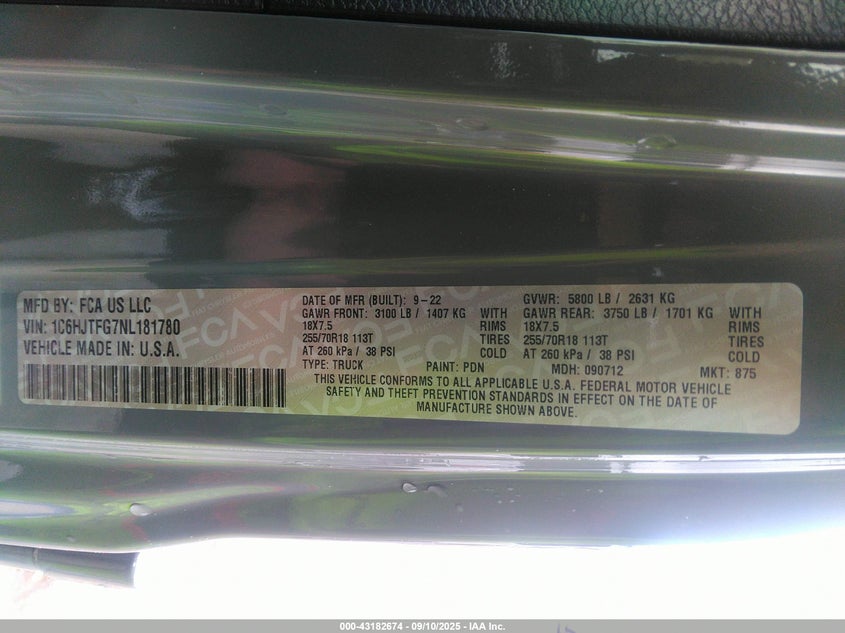 MFD BY: FCA US LLC
VIN: 1C6HJTFG7NL181780
VEHICLE MADE IN: U.S.A.
DATE OF MFR (BUILT): 9-22
GVWR: 5800 LB / 2631 KG
GAWR FRONT: 3100 LB / 1407 KG WITH
GAWR REAR: 3750 LB / 1701 KG WITH
18X7.5 RIMS 18X7.5 RIMS
255/70R18 113T TIRES 255/70R18 113T TIRES
AT 260 kPa / 38 PSI COLD AT 260 kPa / 38 PSI COLD
TYPE: TRUCK PAINT: PDN MDH: 090712 MKT: 875
THIS VEHICLE CONFORMS TO ALL APPLICABLE U.S.A. FEDERAL MOTOR VEHICLE
SAFETY AND THEFT PREVENTION STANDARDS IN EFFECT ON THE DATE OF
MANUFACTURE SHOWN ABOVE.
000-43182674 - 09/10/2025 - IAA Inc.